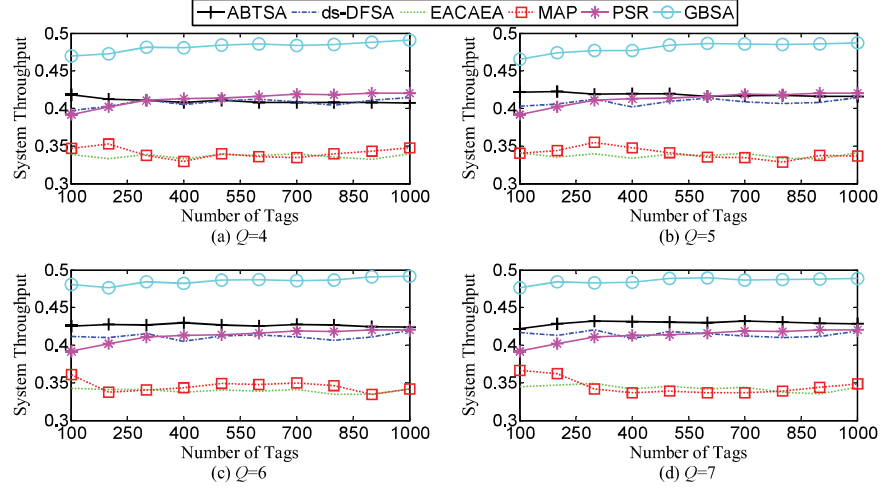 ABTSA ds-DFSA EACAEA MAP PSR GBSA
0.5 0.5
0.45 0.45
0.4 0.4
0.35 0.35
0.3 0.3
System Throughput System Throughput
100 250 400 550 700 850 1000 100 250 400 550 700 850 1000
Number of Tags Number of Tags
(a) Q=4 (b) Q=5
0.5 0.5
0.45 0.45
0.4 0.4
0.35 0.35
0.3 0.3
System Throughput System Throughput
100 250 400 550 700 850 1000 100 250 400 550 700 850 1000
Number of Tags Number of Tags
(c) Q=6 (d) Q=7